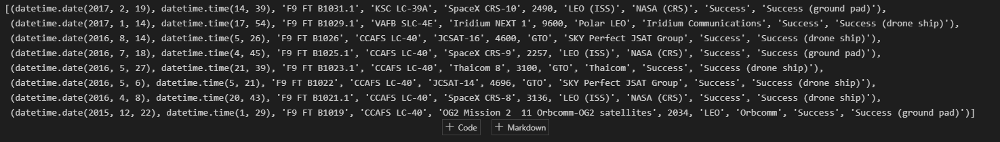 [(datetime.date(2017, 2, 19), datetime.time(14, 39), 'F9 FT B1031.1', 'KSC LC-39A', 'SpaceX CRS-10', 2490, 'LEO (ISS)', 'NASA (CRS)', 'Success', 'Success (ground pad)'),
(datetime.date(2017, 1, 14), datetime.time(17, 54), 'F9 FT B1029.1', 'VAFB SLC-4E', 'Iridium NEXT 1', 9600, 'Polar LEO', 'Iridium Communications', 'Success', 'Success (drone ship)'),
(datetime.date(2016, 8, 14), datetime.time(5, 26), 'F9 FT B1026', 'CCAFS LC-40', 'JCSAT-16', 4600, 'GTO', 'SKY Perfect JSAT Group', 'Success', 'Success (drone ship)'),
(datetime.date(2016, 7, 18), datetime.time(4, 45), 'F9 FT B1025.1', 'CCAFS LC-40', 'SpaceX CRS-9', 2257, 'LEO (ISS)', 'NASA (CRS)', 'Success', 'Success (ground pad)'),
(datetime.date(2016, 5, 27), datetime.time(21, 39), 'F9 FT B1023.1', 'CCAFS LC-40', 'Thaicom 8', 3100, 'GTO', 'Thaicom', 'Success', 'Success (drone ship)'),
(datetime.date(2016, 5, 6), datetime.time(5, 21), 'F9 FT B1022', 'CCAFS LC-40', 'JCSAT-14', 4696, 'GTO', 'SKY Perfect JSAT Group', 'Success', 'Success (drone ship)'),
(datetime.date(2016, 4, 8), datetime.time(20, 43), 'F9 FT B1021.1', 'CCAFS LC-40', 'SpaceX CRS-8', 3136, 'LEO (ISS)', 'NASA (CRS)', 'Success', 'Success (drone ship)'),
(datetime.date(2015, 12, 22), datetime.time(1, 29), 'F9 FT B1019', 'CCAFS LC-40', 'OG2 Mission 2  11 Orbcomm-OG2 satellites', 2034, 'LEO', 'Orbcomm', 'Success', 'Success (ground pad)')]
+ Code + Markdown